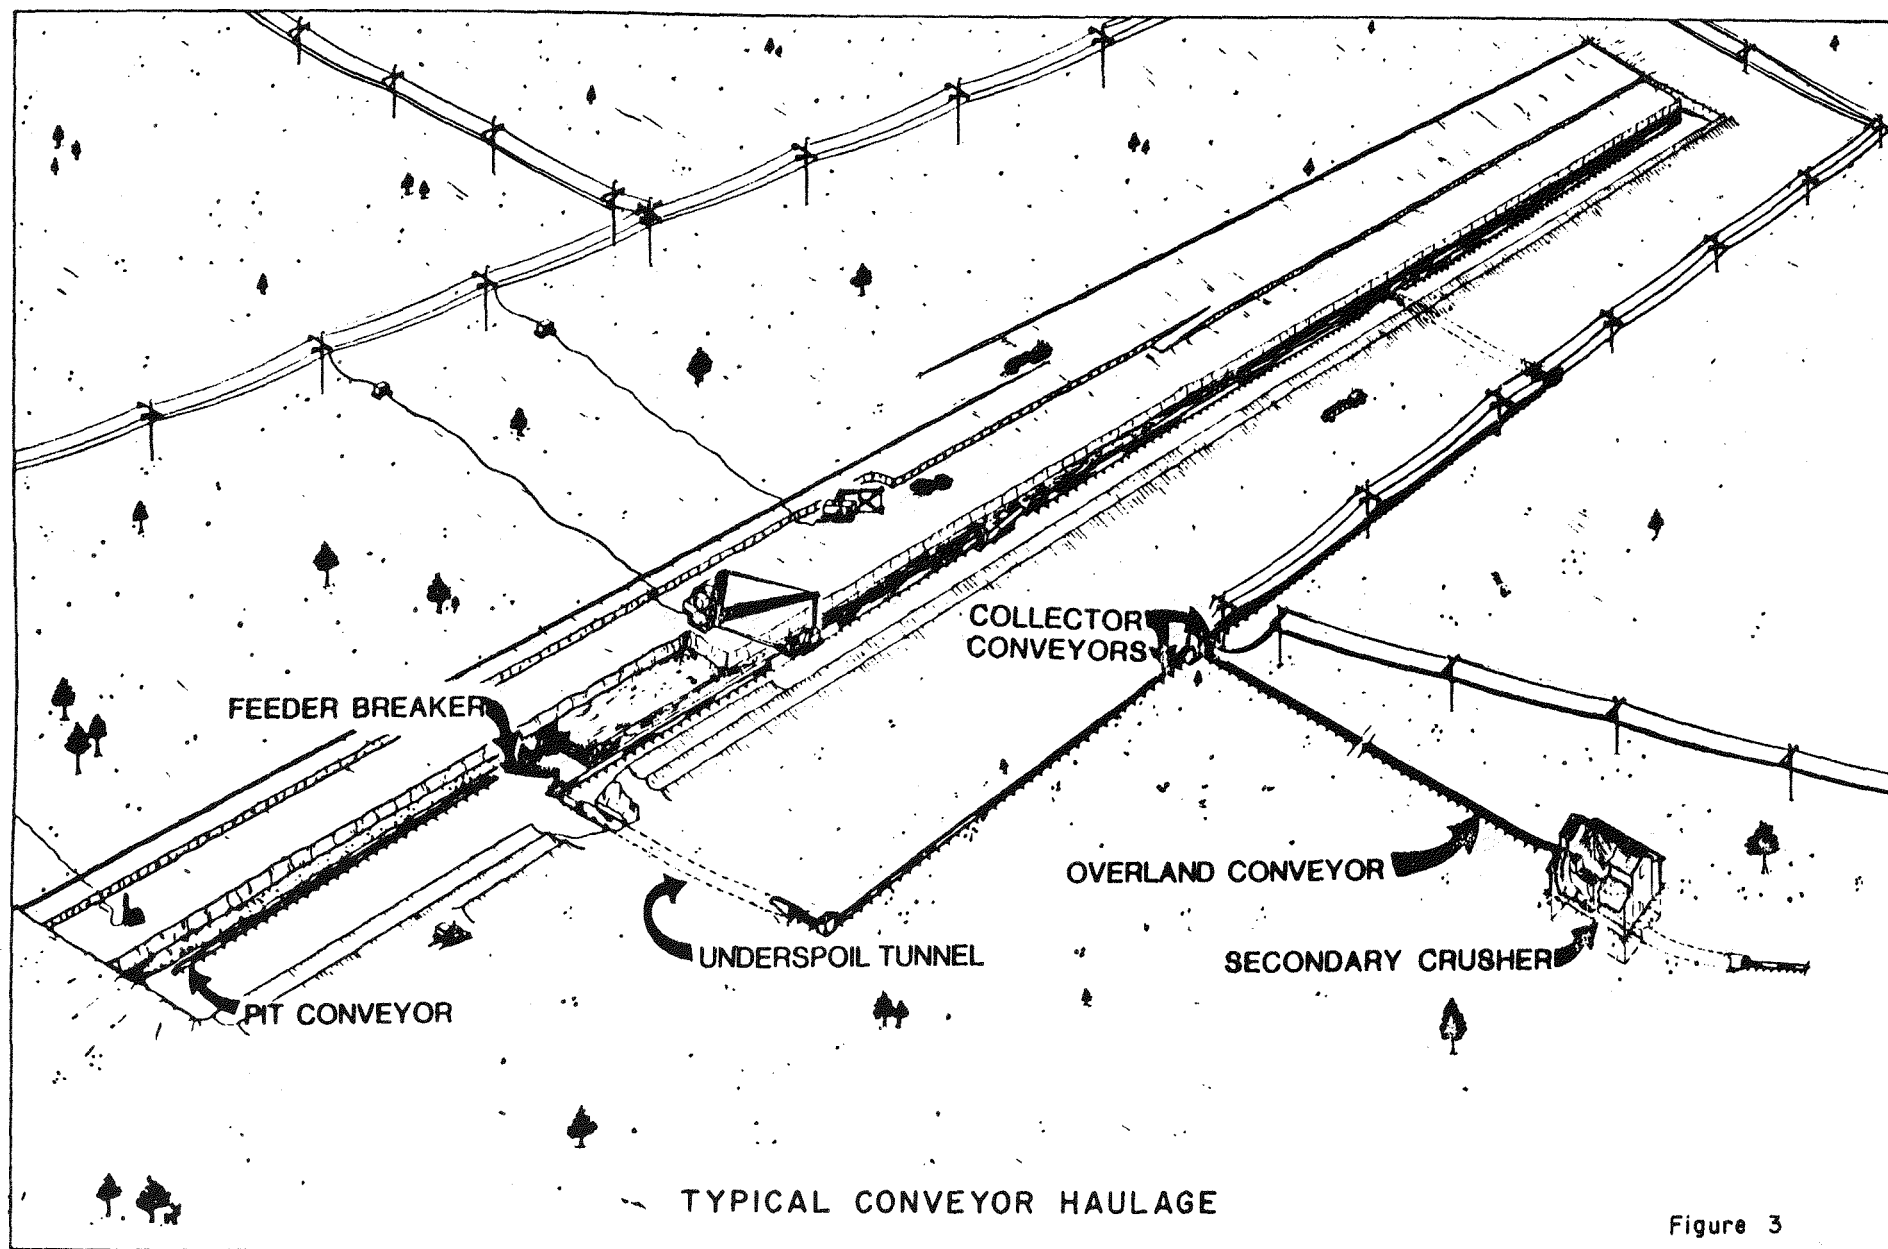 COLLECTOR
CONVEYORS
FEEDER BREAKER
OVERLAND CONVEYOR
UNDERSPOIL TUNNEL
SECONDARY CRUSHER
PIT CONVEYOR
TYPICAL CONVEYOR HAULAGE
Figure 3